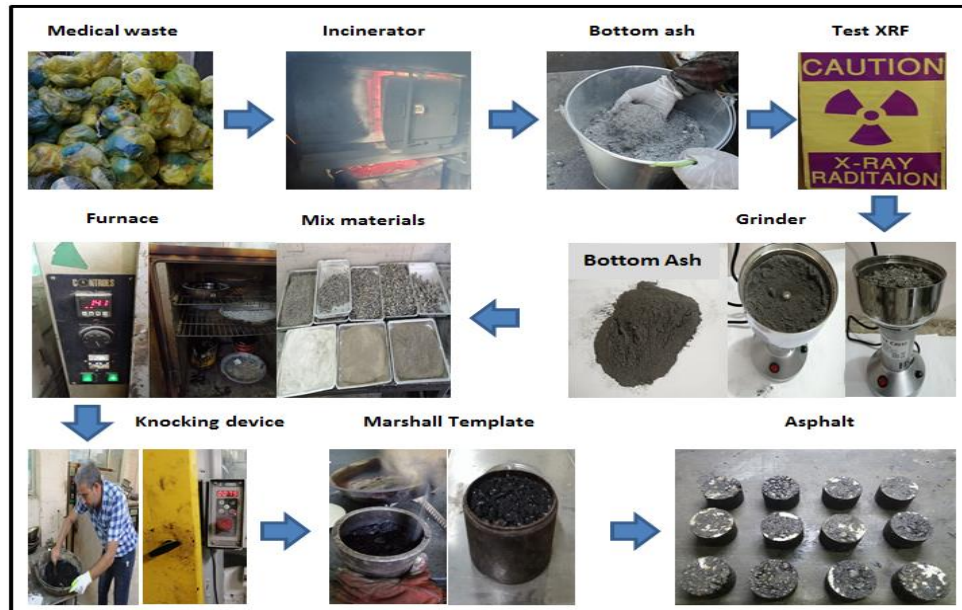 Medical waste
Incinerator
Bottom ash
Test XRF
CAUTION
X-RAY
RADITAION
Furnace
Mix materials
Grinder
CONTROLS
Bottom Ash
Knocking device
Marshall Template
Asphalt